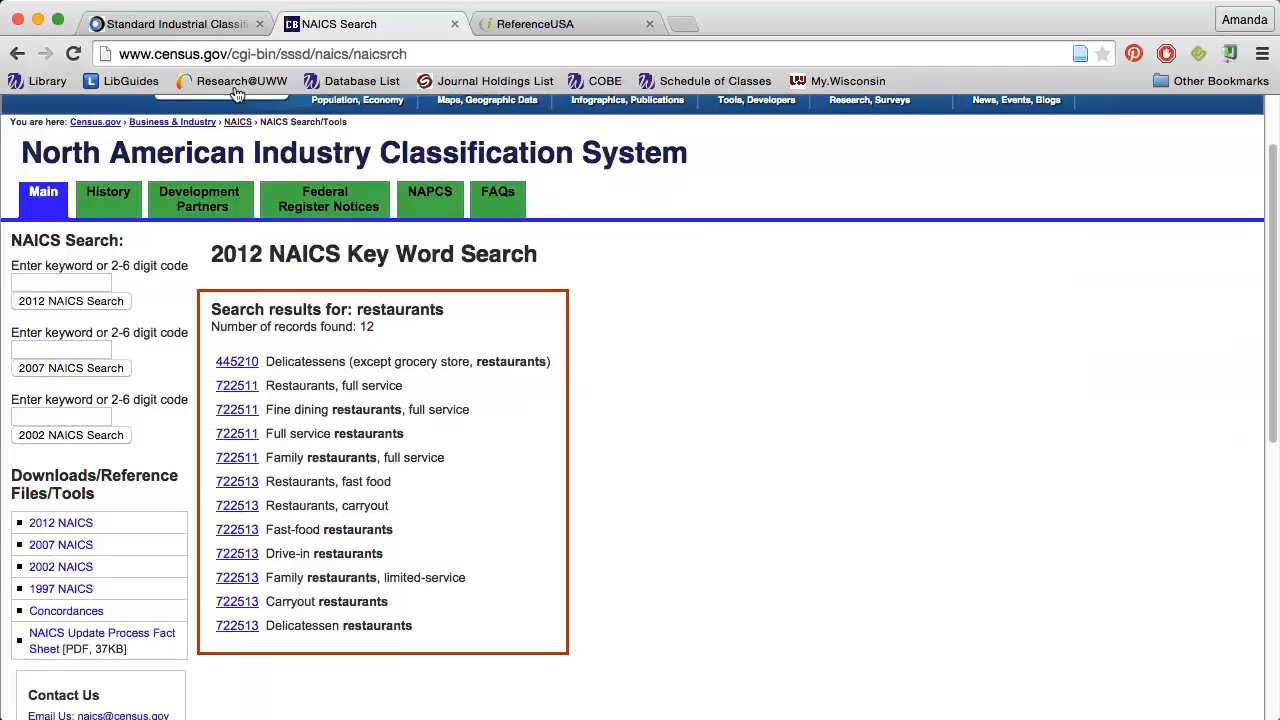 Standard Industrial Classifi
NAICS Search
ReferenceUSA
Amanda
www.census.gov/cgi-bin/sssd/naics/naicsrch
Library
LibGuides
Research@UWW
Database List
Journal Holdings List
COBE
Schedule of Classes
My.Wisconsin
Other Bookmarks
Population, Economy
Maps, Geographic Data
Infographics, Publications
Tools, Developers
Research, Surveys
News, Events, Blogs
You are here: Census.gov › Business & Industry › NAICS › NAICS Search/Tools
North American Industry Classification System
Main
History
Development
Partners
Federal
Register Notices
NAPCS
FAQs
NAICS Search:
Enter keyword or 2-6 digit code
2012 NAICS Search
Enter keyword or 2-6 digit code
2007 NAICS Search
Enter keyword or 2-6 digit code
2002 NAICS Search
Downloads/Reference
Files/Tools
2012 NAICS
2007 NAICS
2002 NAICS
1997 NAICS
Concordances
NAICS Update Process Fact
Sheet [PDF, 37KB]
Contact Us
Email Us: naics@census.gov
2012 NAICS Key Word Search
Search results for: restaurants
Number of records found: 12
445210 Delicatessens (except grocery store, restaurants)
722511 Restaurants, full service
722511 Fine dining restaurants, full service
722511 Full service restaurants
722511 Family restaurants, full service
722513 Restaurants, fast food
722513 Restaurants, carryout
722513 Fast-food restaurants
722513 Drive-in restaurants
722513 Family restaurants, limited-service
722513 Carryout restaurants
722513 Delicatessen restaurants